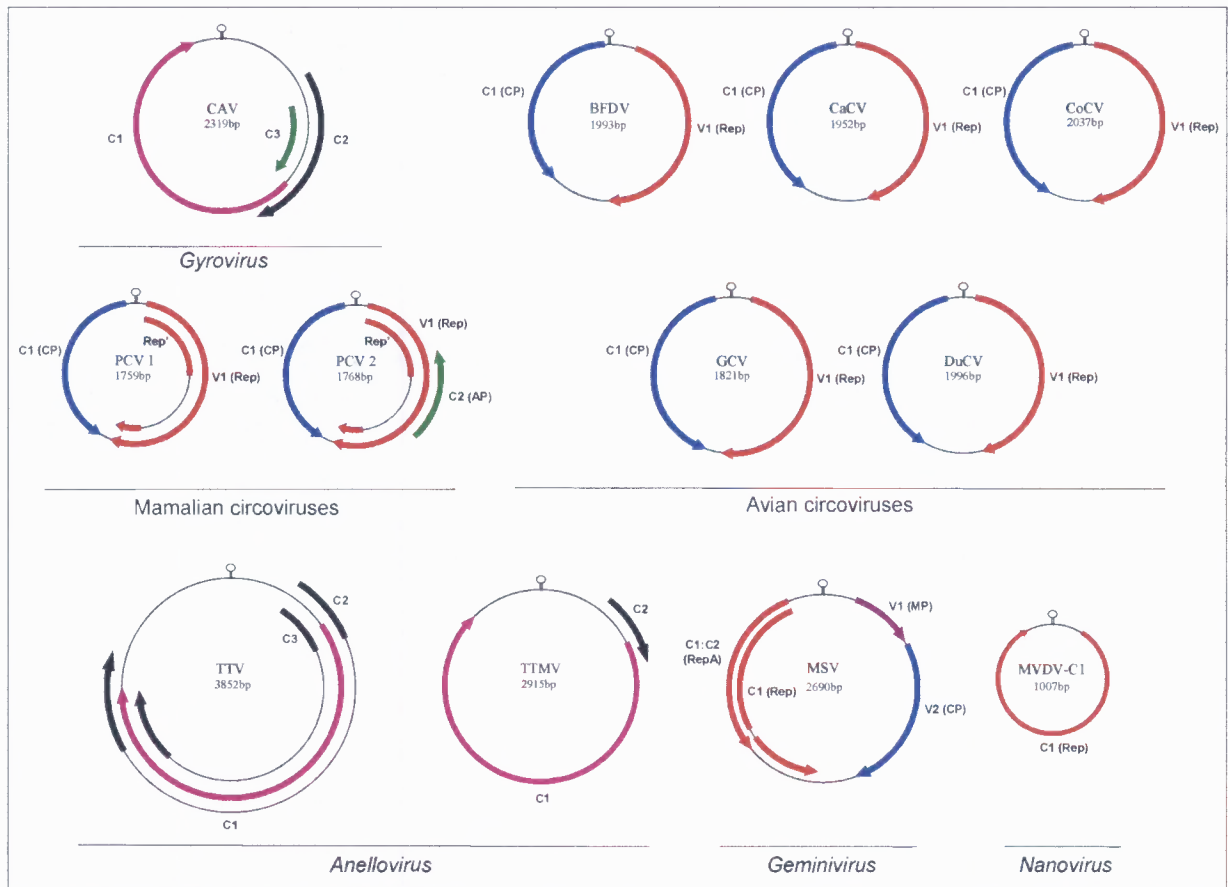 CAV
2319bp
C1
C3
C2
Gyrovirus
C1 (CP)
BFDV
1993bp
V1 (Rep)
C1 (CP)
CaCV
1952bp
V1 (Rep)
C1 (CP)
CoCV
2037bp
V1 (Rep)
C1 (CP)
Rep'
PCV 1
1759bp
V1 (Rep)
C1 (CP)
Rep'
PCV 2
1768bp
V1 (Rep)
C2 (AP)
Mamalian circoviruses
C1 (CP)
GCV
1821bp
V1 (Rep)
C1 (CP)
DuCV
1996bp
V1 (Rep)
Avian circoviruses
C2
C3
TTV
3852bp
C1
C2
TTMV
2915bp
C1
Anellovirus
V1 (MP)
C1:C2
(RepA)
MSV
2690bp
C1 (Rep)
V2 (CP)
Geminivirus
MVDV-C1
1007bp
C1 (Rep)
Nanovirus